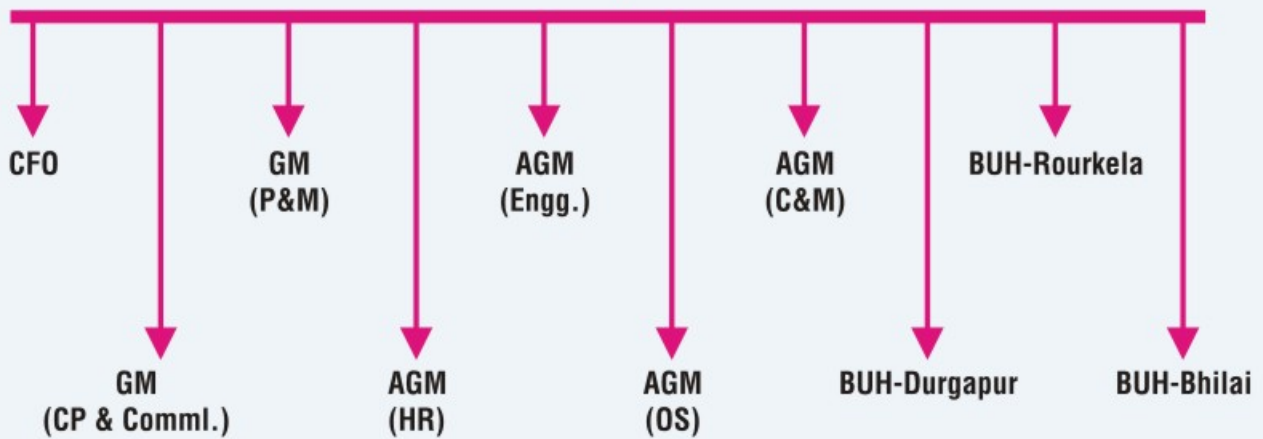 CFO
GM
(P&M)
AGM
(Engg.)
AGM
(C&M)
BUH-Rourkela
GM
(CP & Comml.)
AGM
(HR)
AGM
(OS)
BUH-Durgapur
BUH-Bhilai